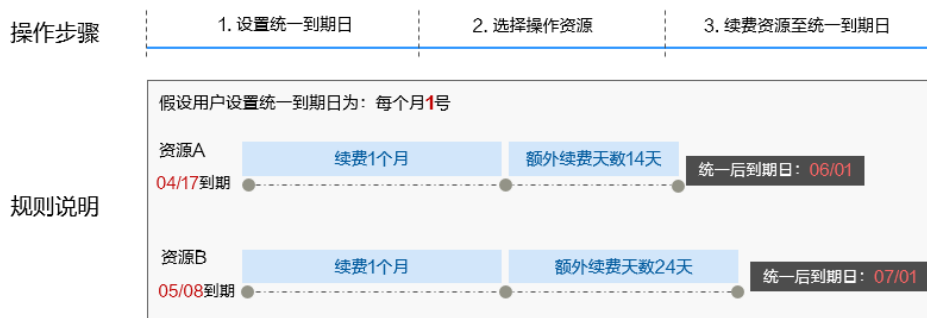 操作步骤
1. 设置统一到期日
2. 选择操作资源
3. 续费资源至统一到期日
规则说明
假设用户设置统一到期日为：每个月1号
资源A
续费1个月
额外续费天数14天
04/17到期
统一后到期日：06/01
资源B
续费1个月
额外续费天数24天
05/08到期
统一后到期日：07/01